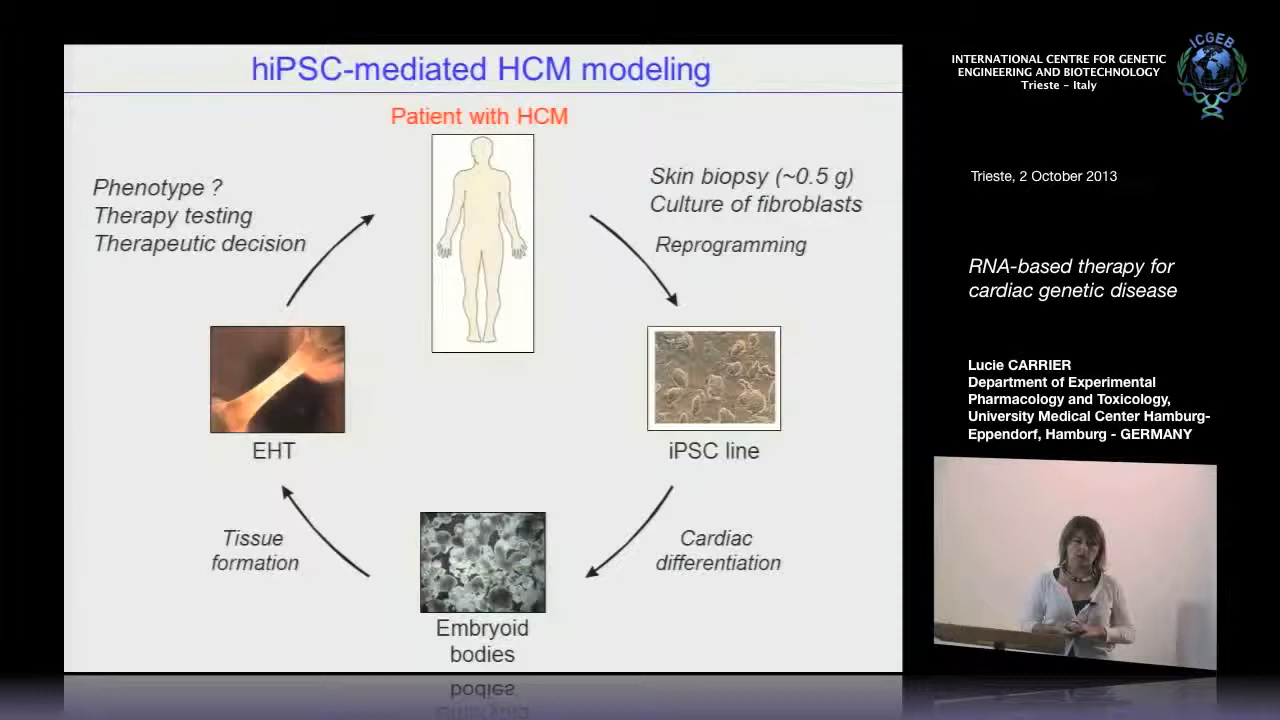 hiPSC-mediated HCM modeling
Patient with HCM
Phenotype ?
Therapy testing
Therapeutic decision
Skin biopsy (~0.5 g)
Culture of fibroblasts
Reprogramming
EHT
iPSC line
Tissue
formation
Cardiac
differentiation
Embryoid
bodies
INTERNATIONAL CENTRE FOR GENETIC
ENGINEERING AND BIOTECHNOLOGY
Trieste – Italy
ICGEB
Trieste, 2 October 2013
RNA-based therapy for
cardiac genetic disease
Lucie CARRIER
Department of Experimental
Pharmacology and Toxicology,
University Medical Center Hamburg-
Eppendorf, Hamburg - GERMANY